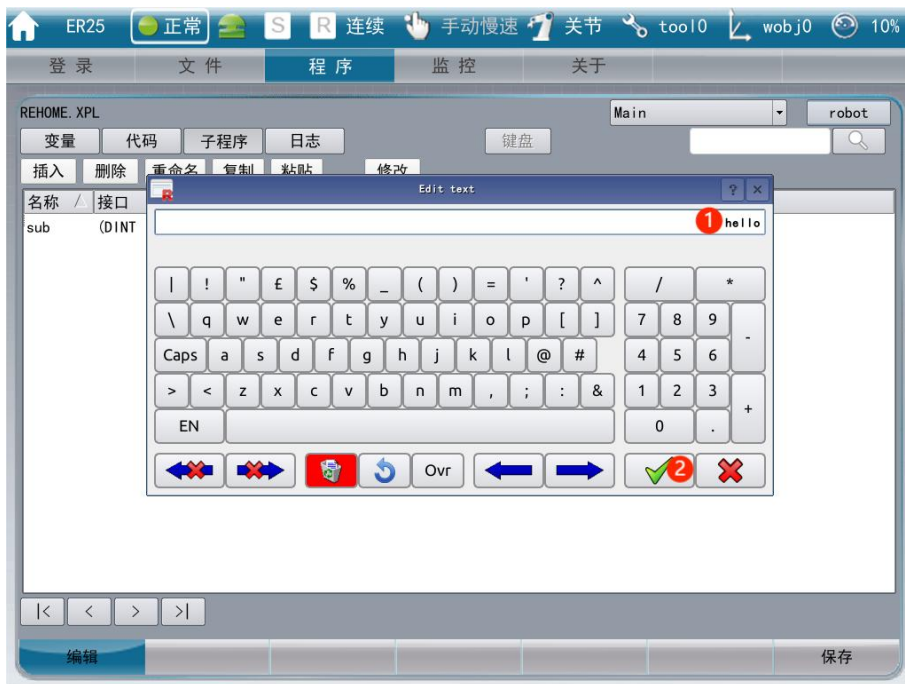 ER25 正常 S R 连续 手动慢速 关节 tool0 wobj0 10%
登录 文件 程序 监控 关于
REHOME.XPL Main robot
变量 代码 子程序 日志 键盘
插入 删除 重命名 复制 粘贴 修改
Edit text ? ×
名称 接口
1 hello
sub (DINT
| ! " £ $ % _ ( ) = ' ? ^ / *
\ q w e r t y u i o p [ ] 7 8 9 -
Caps a s d f g h j k l @ # 4 5 6
> < z x c v b n m , ; : & 1 2 3 +
EN 0 .
Ovr 2
|< < > >|
编辑 保存